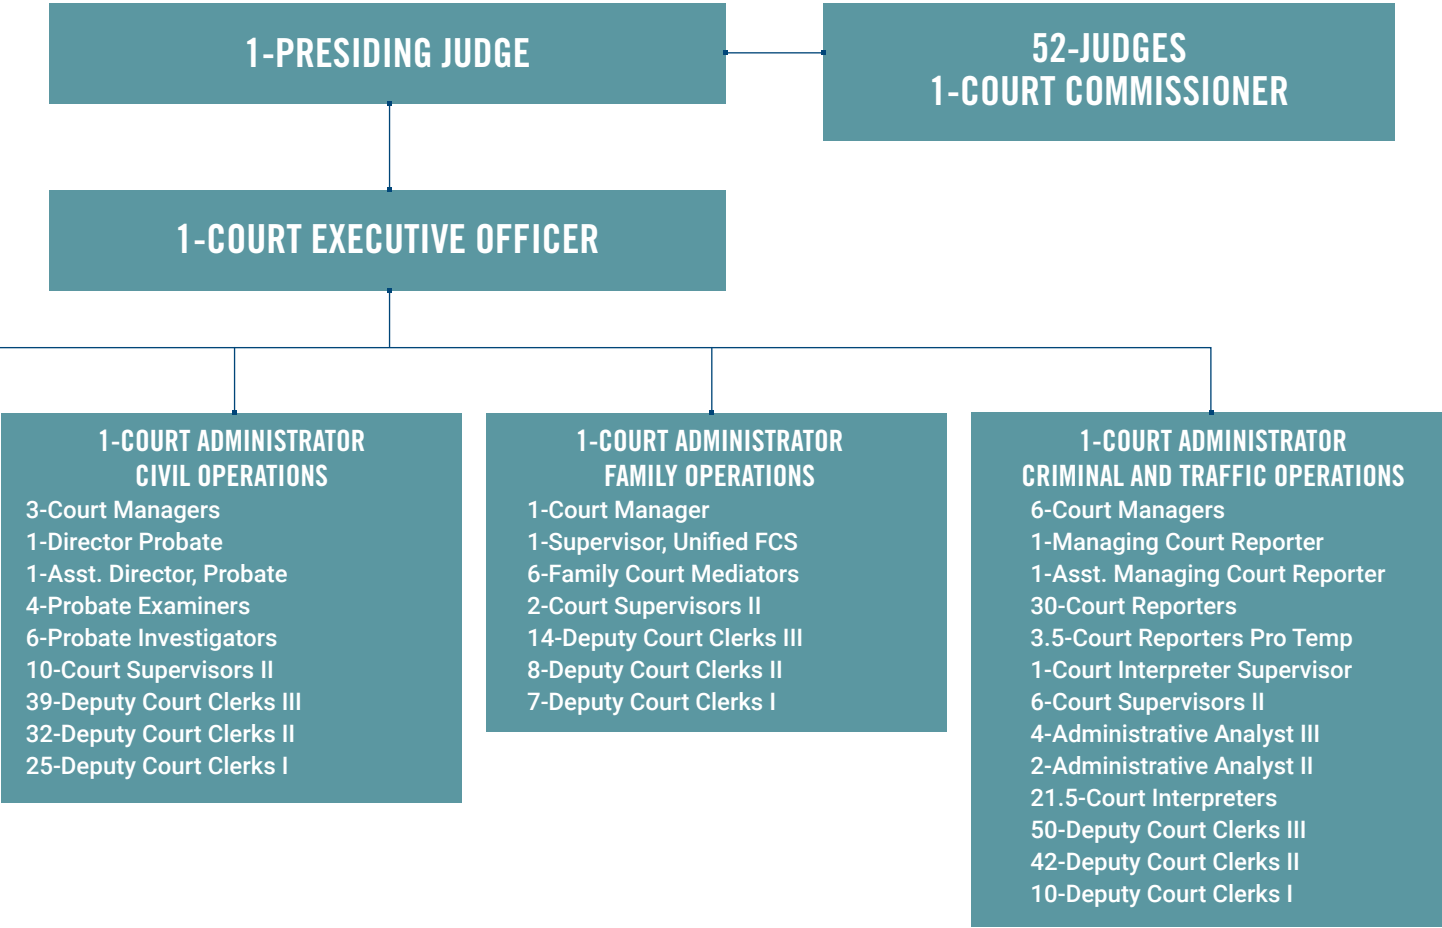 1-PRESIDING JUDGE
52-JUDGES
1-COURT COMMISSIONER
1-COURT EXECUTIVE OFFICER
1-COURT ADMINISTRATOR
CIVIL OPERATIONS
3-Court Managers
1-Director Probate
1-Asst. Director, Probate
4-Probate Examiners
6-Probate Investigators
10-Court Supervisors II
39-Deputy Court Clerks III
32-Deputy Court Clerks II
25-Deputy Court Clerks I
1-COURT ADMINISTRATOR
FAMILY OPERATIONS
1-Court Manager
1-Supervisor, Unified FCS
6-Family Court Mediators
2-Court Supervisors II
14-Deputy Court Clerks III
8-Deputy Court Clerks II
7-Deputy Court Clerks I
1-COURT ADMINISTRATOR
CRIMINAL AND TRAFFIC OPERATIONS
6-Court Managers
1-Managing Court Reporter
1-Asst. Managing Court Reporter
30-Court Reporters
3.5-Court Reporters Pro Temp
1-Court Interpreter Supervisor
6-Court Supervisors II
4-Administrative Analyst III
2-Administrative Analyst II
21.5-Court Interpreters
50-Deputy Court Clerks III
42-Deputy Court Clerks II
10-Deputy Court Clerks I